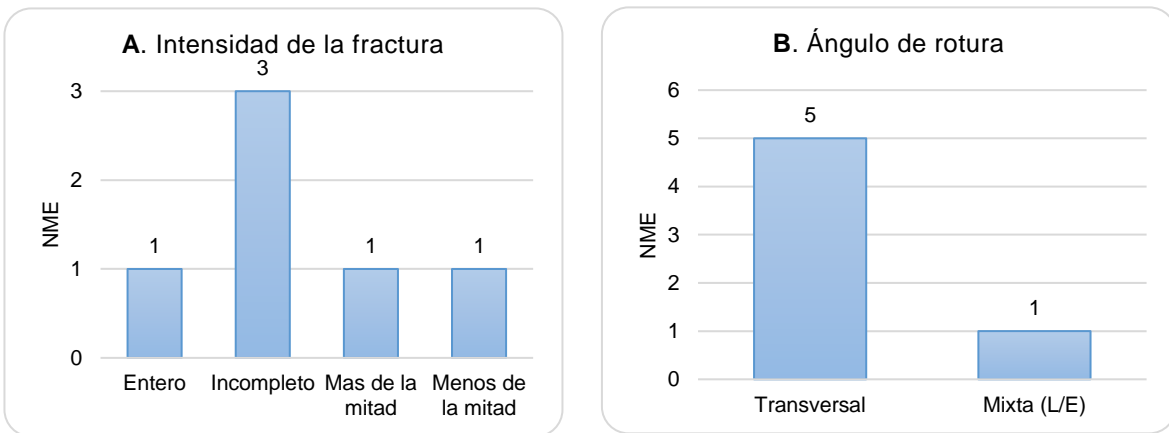 A. Intensidad de la fractura
3
3
2
1
1
1
1
0
NME
Entero
Incompleto
Mas de la
mitad
Menos de
la mitad
B. Ángulo de rotura
6
5
5
4
3
2
1
1
0
NME
Transversal
Mixta (L/E)